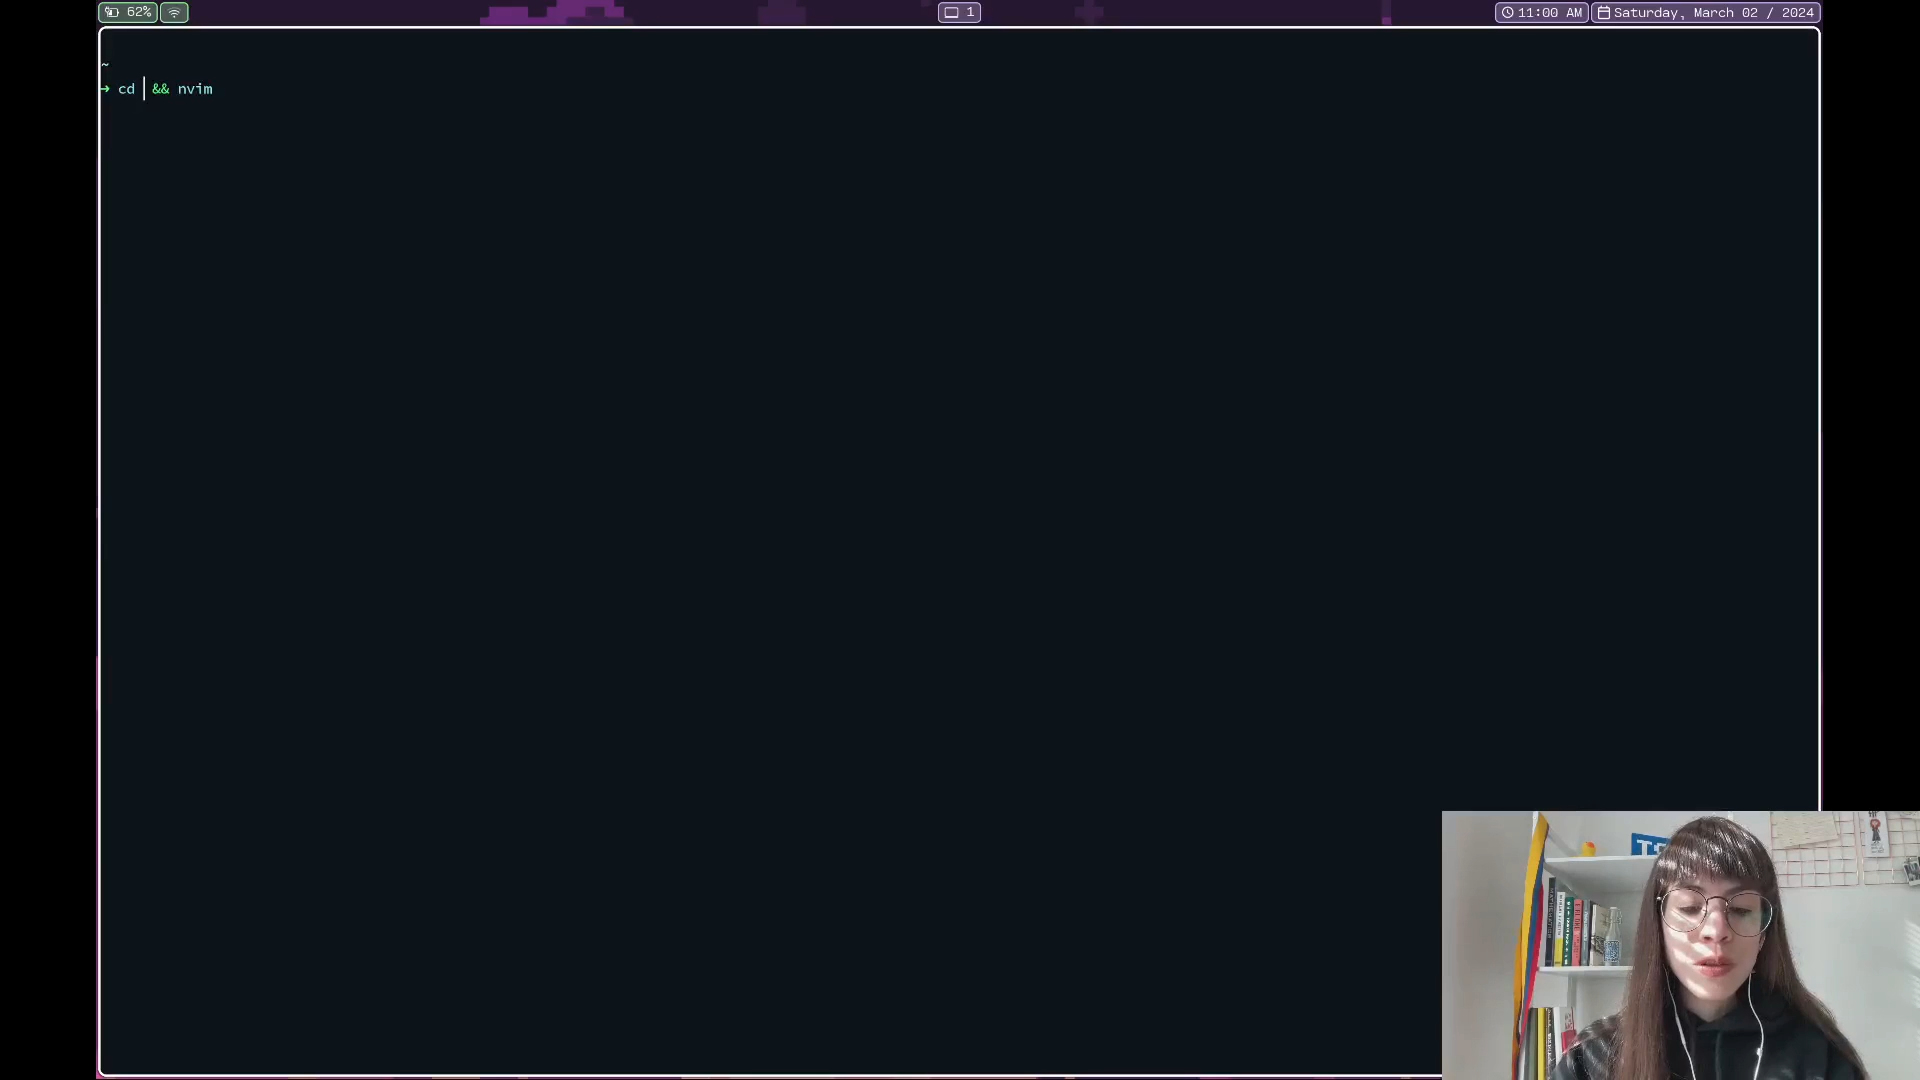 62%
1
11:00 AM
Saturday, March 02 / 2024
~
➜ cd && nvim